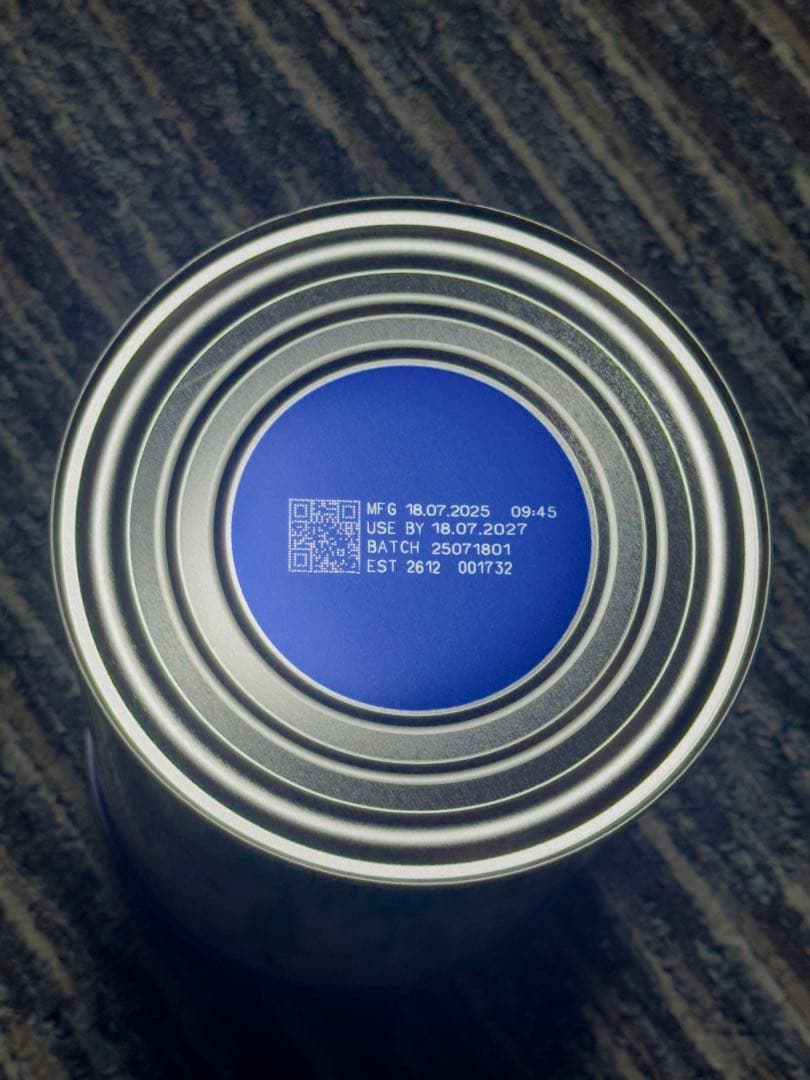 MFG 18.07.2025 09:45
USE BY 18.07.2027
BATCH 25071801
EST 2612 001732